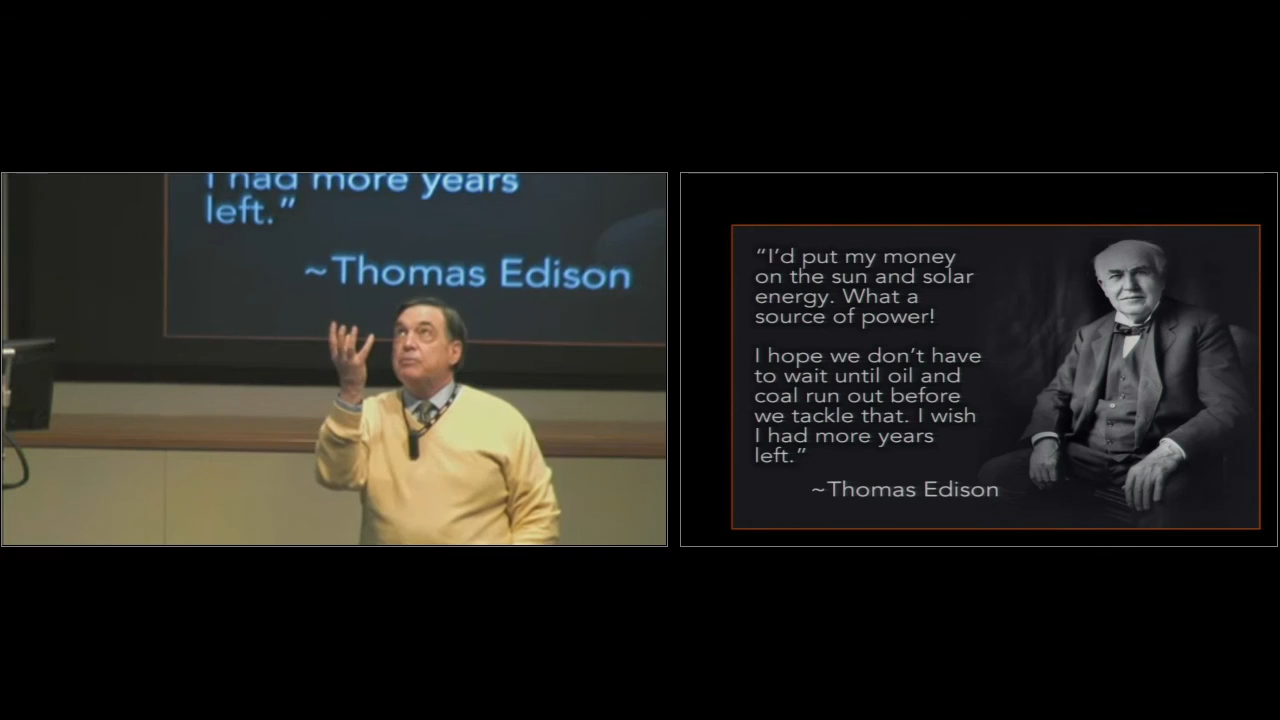 I had more years
left.”
~Thomas Edison
“I’d put my money
on the sun and solar
energy. What a
source of power!
I hope we don’t have
to wait until oil and
coal run out before
we tackle that. I wish
I had more years
left.”
~Thomas Edison